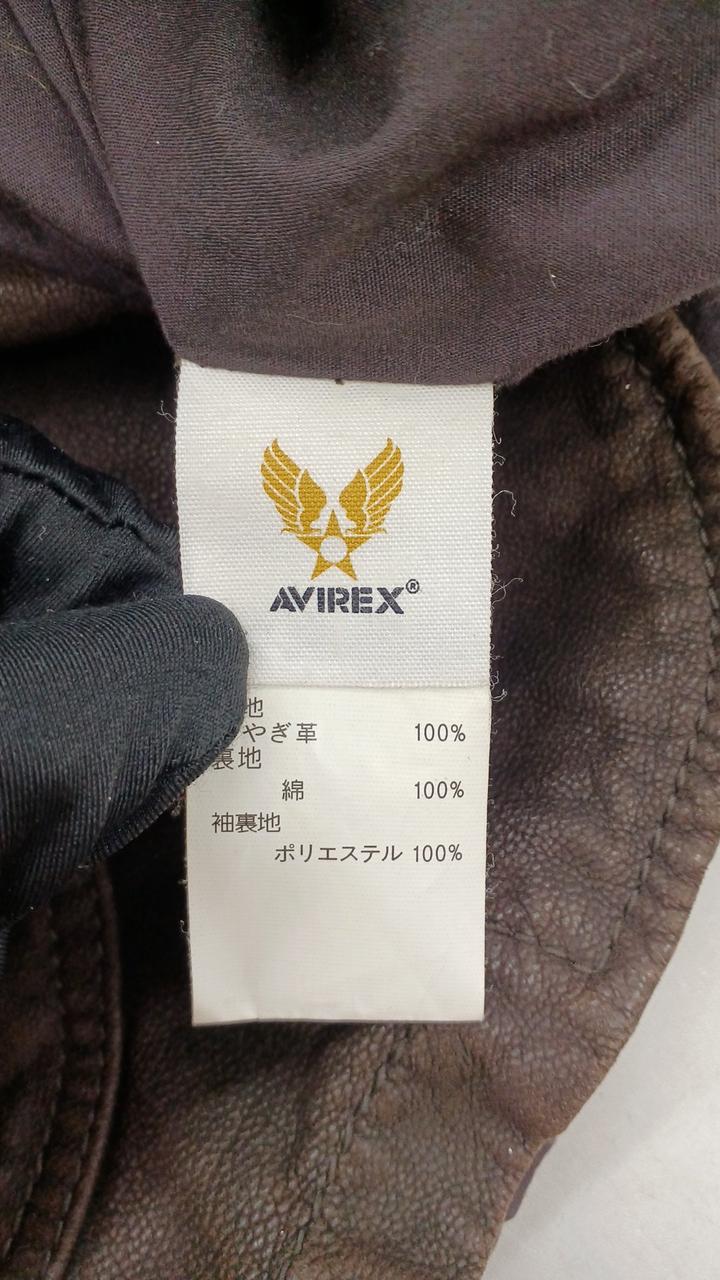 AVIREX®
地
やぎ革 100%
裏地
綿 100%
袖裏地
ポリエステル 100%